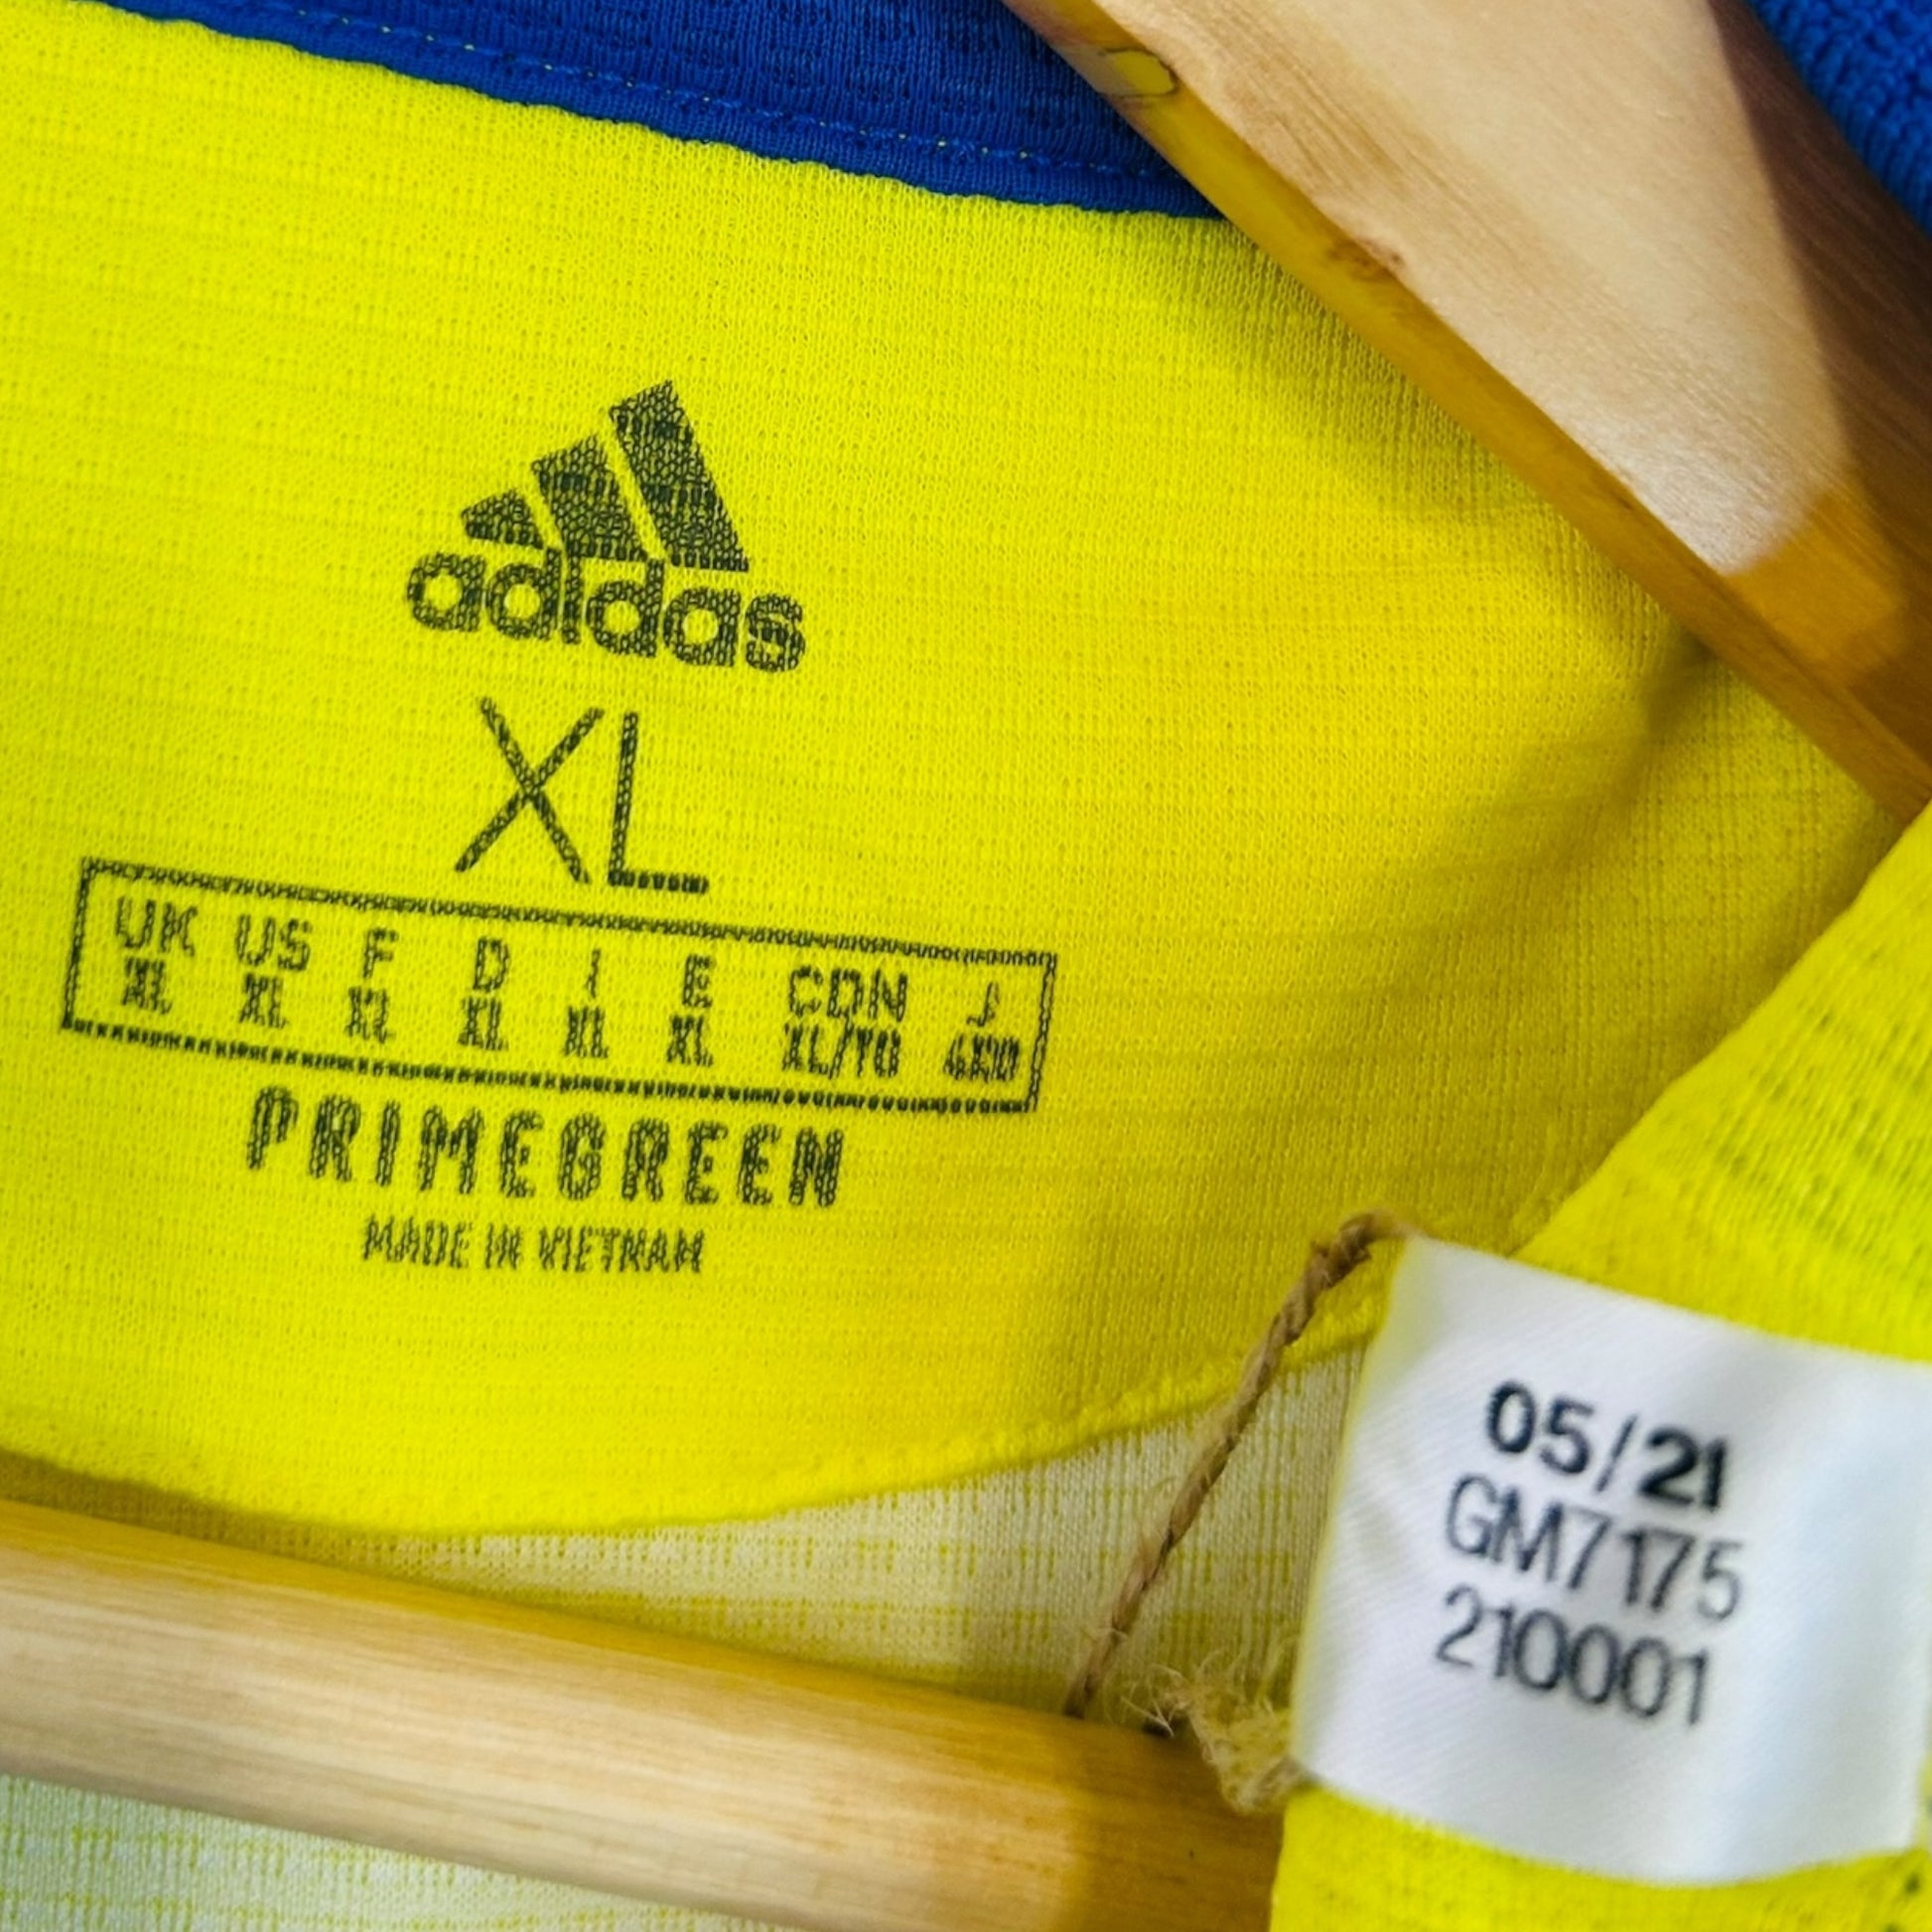 adidas
XL
UK US F D I E CDN J
XL XL XL XL XL XL XL/TG 4XO
PRIMEGREEN
MADE IN VIETNAM
05/21
GM7175
210001